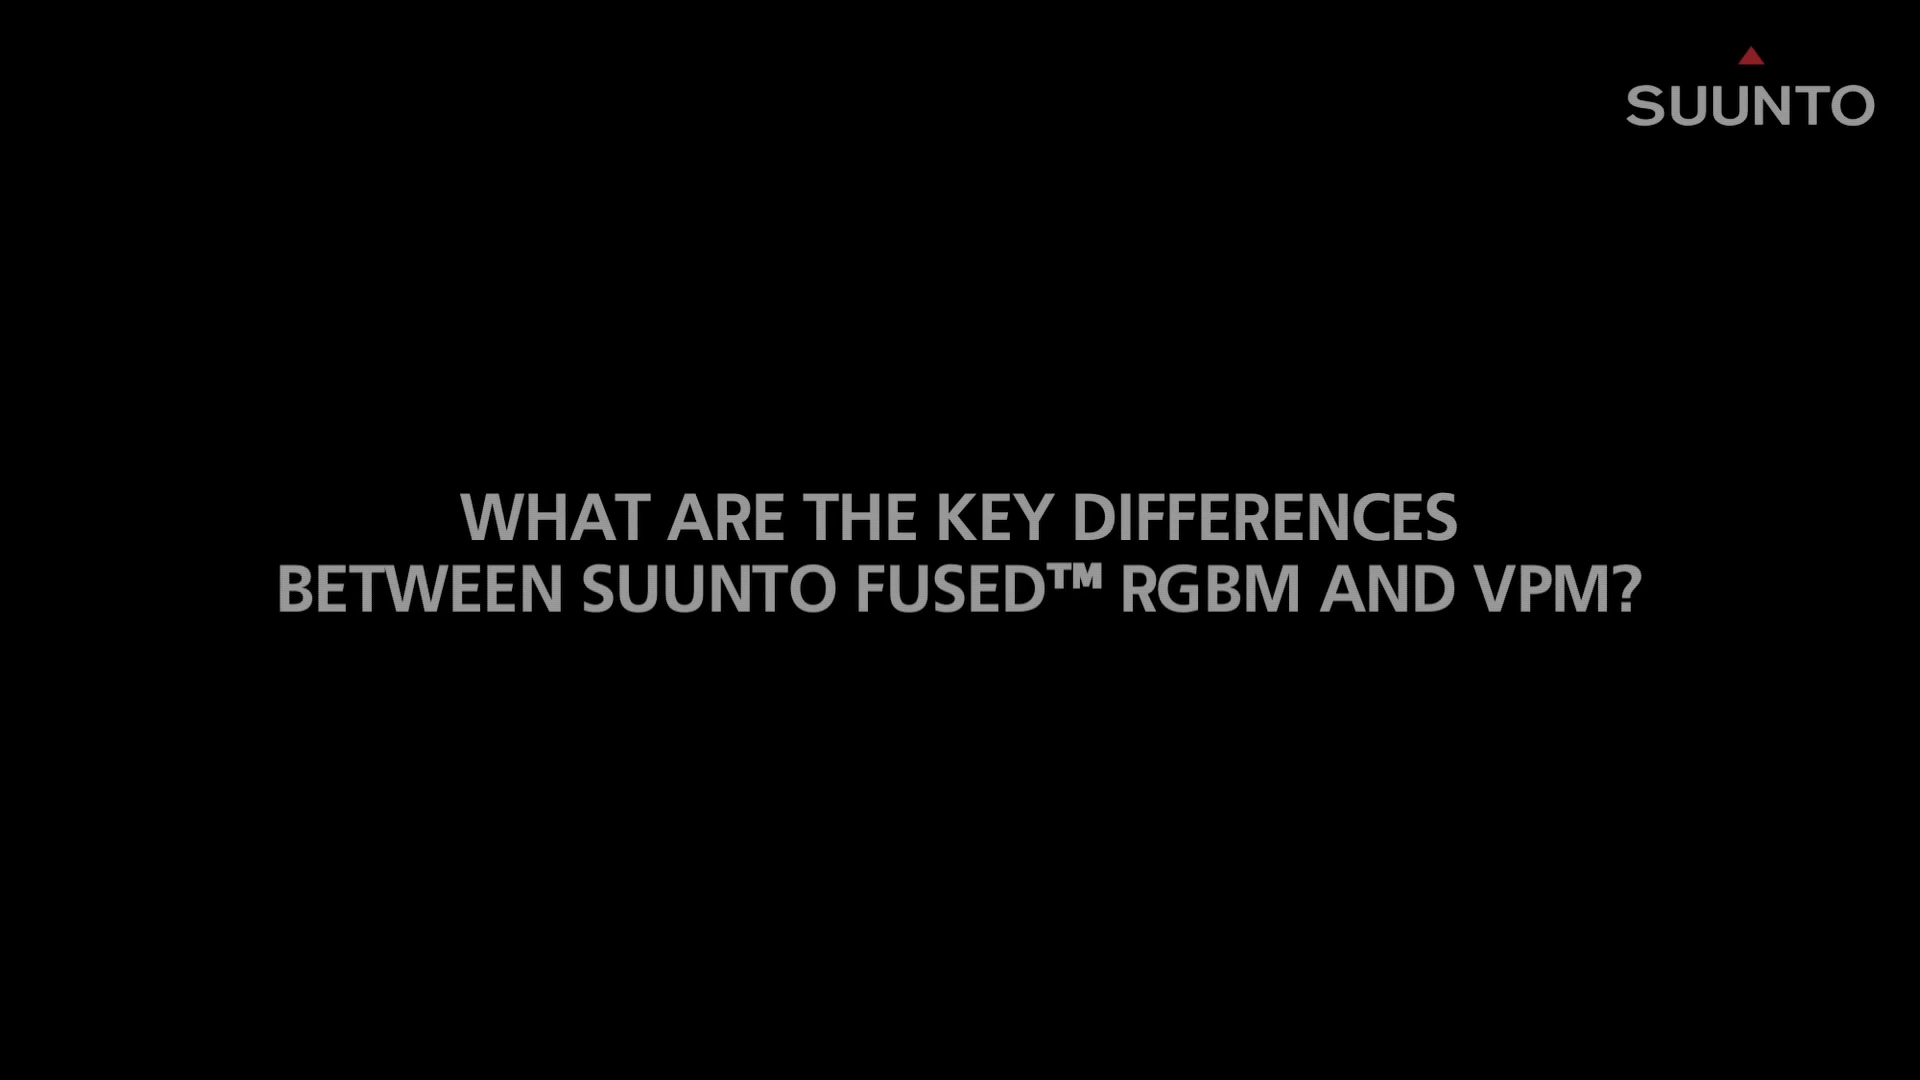 SUUNTO
WHAT ARE THE KEY DIFFERENCES
BETWEEN SUUNTO FUSED™ RGBM AND VPM?